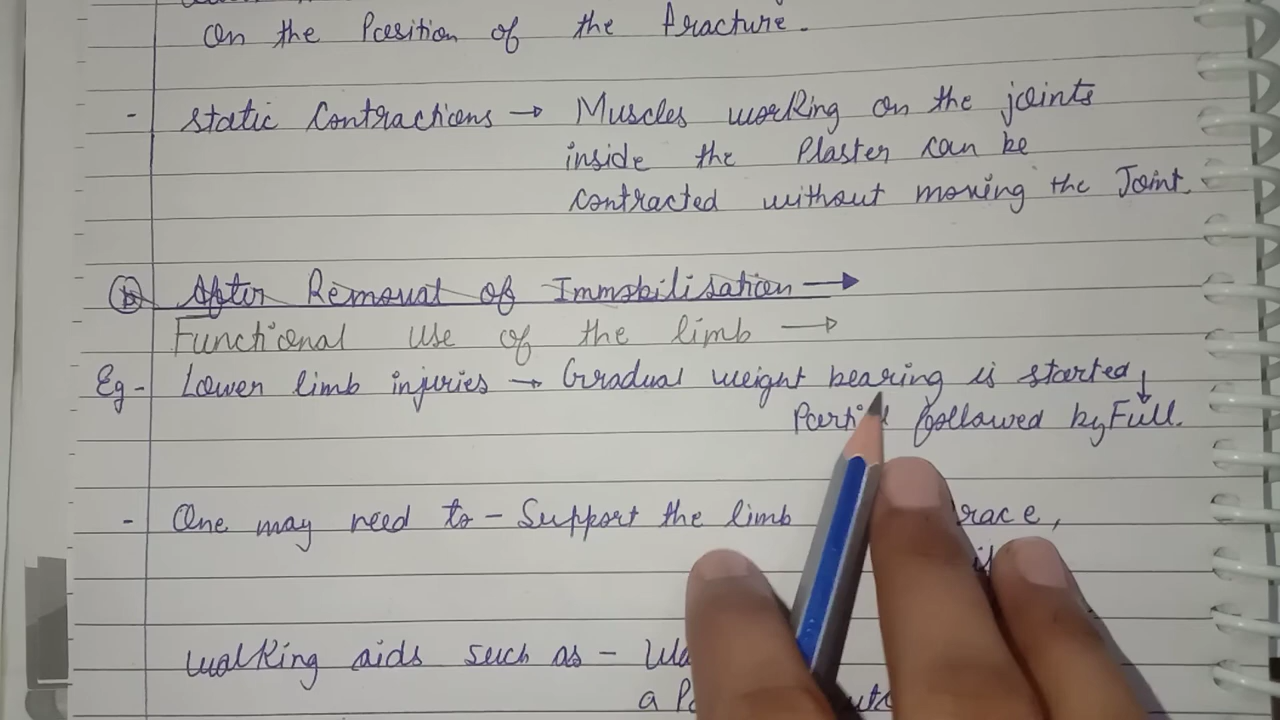 on the Position of the fracture.
- Static Contractions → Muscles working on the joints
inside the Plaster can be
contracted without moving the Joint.
(b) After Removal of Immobilisation →
Functional Use of the limb →
Eg - Lower limb injuries → Gradual weight bearing is started ↓
Partial followed by Full.
- One may need to - Support the limb
walking aids such as -
a